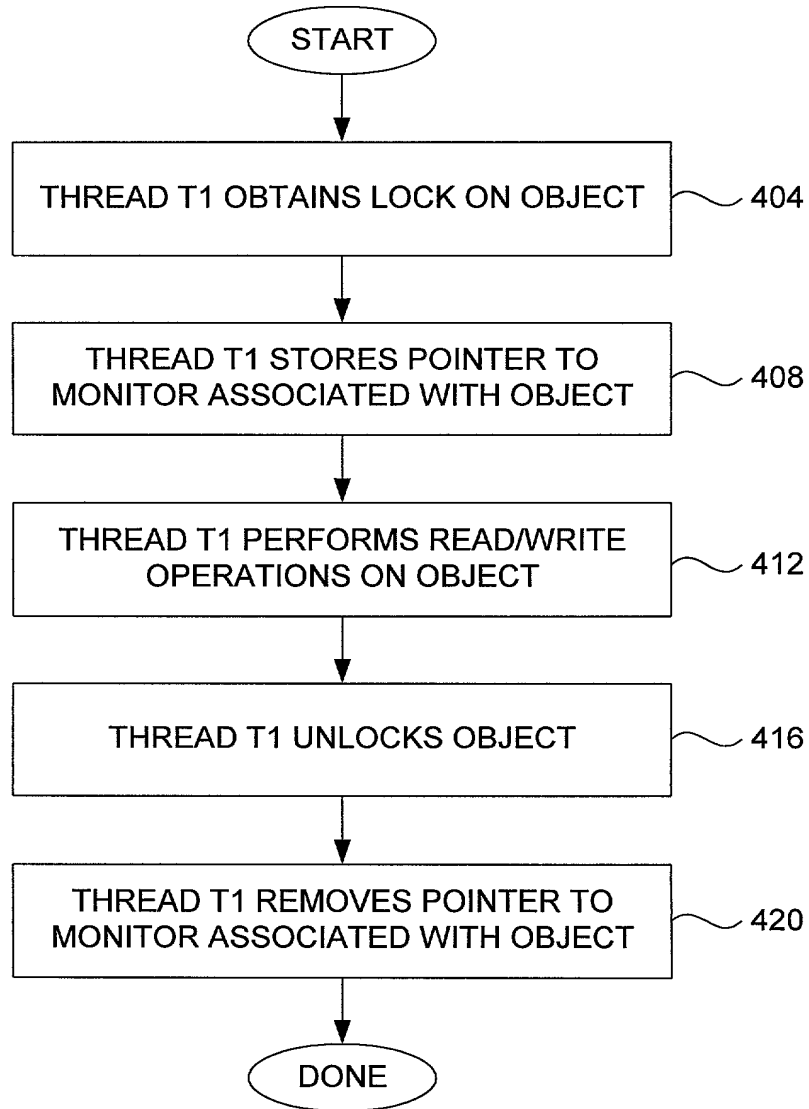 START
THREAD T1 OBTAINS LOCK ON OBJECT
404
THREAD T1 STORES POINTER TO
MONITOR ASSOCIATED WITH OBJECT
408
THREAD T1 PERFORMS READ/WRITE
OPERATIONS ON OBJECT
412
THREAD T1 UNLOCKS OBJECT
416
THREAD T1 REMOVES POINTER TO
MONITOR ASSOCIATED WITH OBJECT
420
DONE